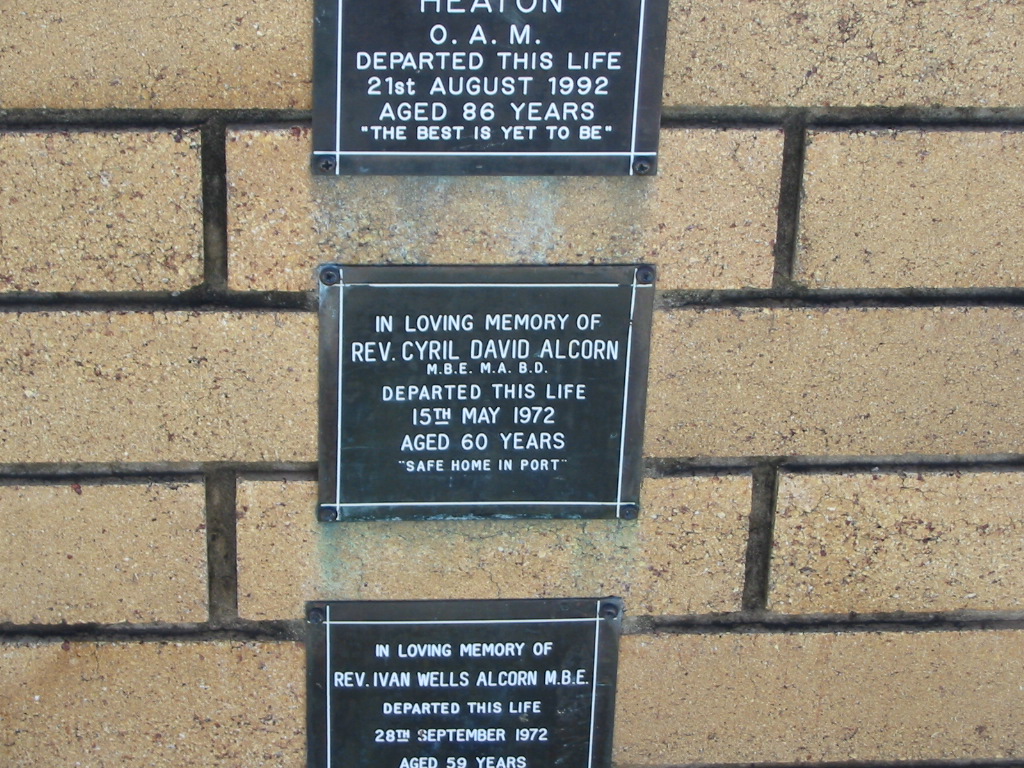 HEATON
O. A. M.
DEPARTED THIS LIFE
21st AUGUST 1992
AGED 86 YEARS
"THE BEST IS YET TO BE"
IN LOVING MEMORY OF
REV. CYRIL DAVID ALCORN
M.B.E. M.A. B.D.
DEPARTED THIS LIFE
15TH MAY 1972
AGED 60 YEARS
"SAFE HOME IN PORT"
IN LOVING MEMORY OF
REV. IVAN WELLS ALCORN M.B.E.
DEPARTED THIS LIFE
28TH SEPTEMBER 1972
AGED 59 YEARS